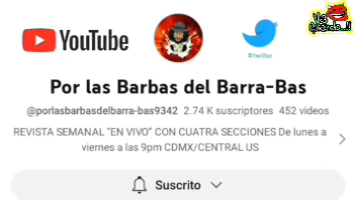 YouTube
#twitter
Por las Barbas del Barra-Bas
@porlasbarbasdelbarra-bas9342 2.74 K suscriptores 452 videos
REVISTA SEMANAL "EN VIVO" CON CUATRA SECCIONES De lunes a
viernes a las 9pm CDMX/CENTRAL US
Suscrito